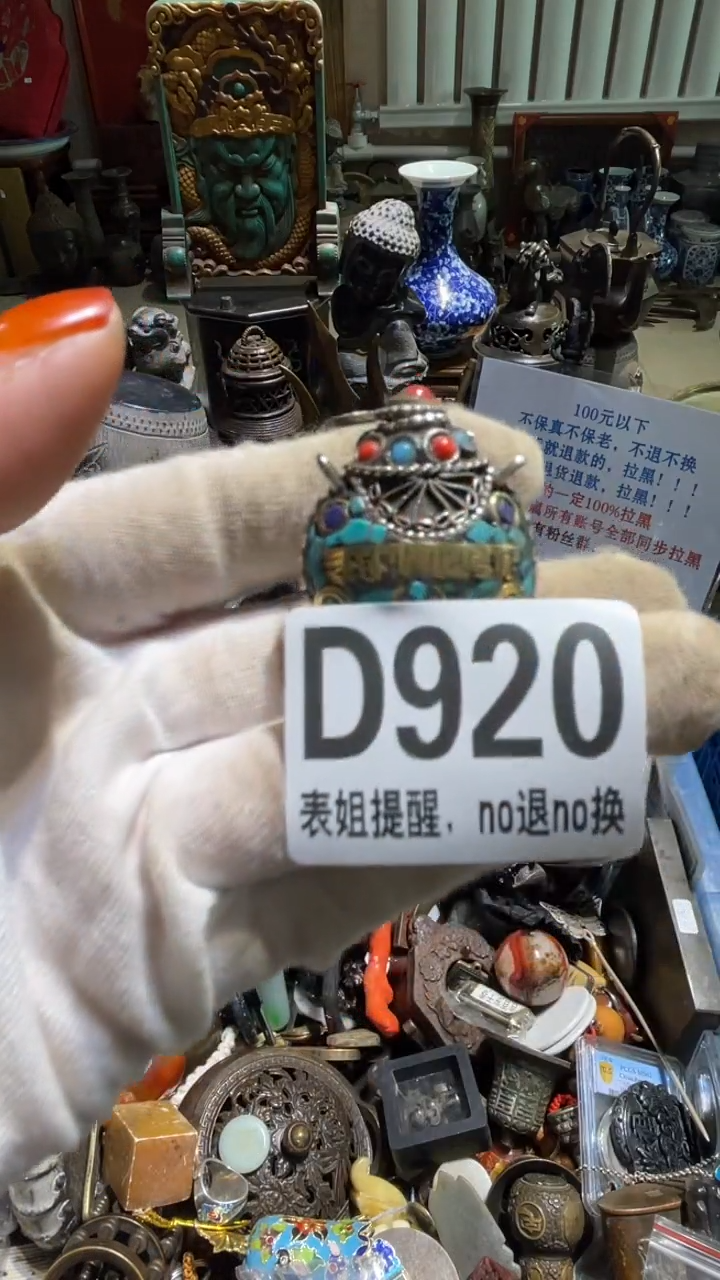 100元以下
不保真不保老, 不退不换
就退款的, 拉黑!!!
退货退款, 拉黑!!!
一定100%拉黑
属所有账号全部同步拉黑
有粉丝群
D920
表姐提醒, no退no换